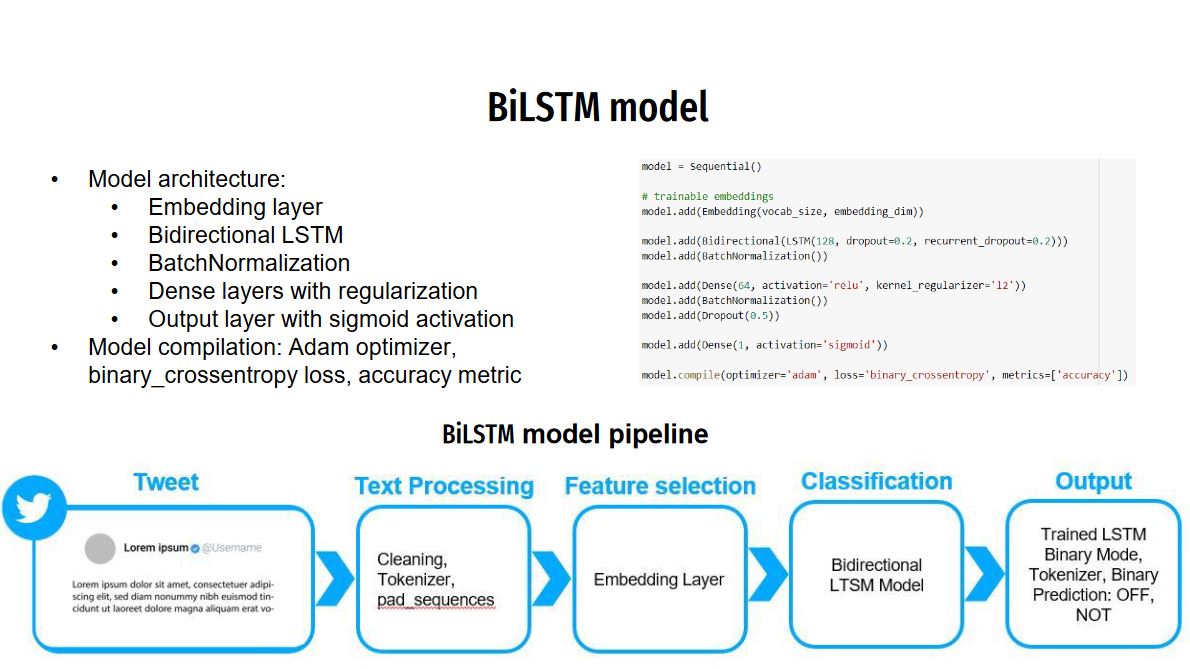 BiLSTM model
• Model architecture:
• Embedding layer
• Bidirectional LSTM
• BatchNormalization
• Dense layers with regularization
• Output layer with sigmoid activation
• Model compilation: Adam optimizer,
binary_crossentropy loss, accuracy metric
model = Sequential()
# trainable embeddings
model.add(Embedding(vocab_size, embedding_dim))
model.add(Bidirectional(LSTM(128, dropout=0.2, recurrent_dropout=0.2)))
model.add(BatchNormalization())
model.add(Dense(64, activation='relu', kernel_regularizer='l2'))
model.add(BatchNormalization())
model.add(Dropout(0.5))
model.add(Dense(1, activation='sigmoid'))
model.compile(optimizer='adam', loss='binary_crossentropy', metrics=['accuracy'])
BiLSTM model pipeline
Tweet
Lorem ipsum @Username
Lorem ipsum dolor sit amet, consectetuer adipi-
scing elit, sed diam nonummy nibh euismod tin-
cidunt ut laoreet dolore magna aliquam erat vo-
Text Processing
Cleaning,
Tokenizer,
pad_sequences
Feature selection
Embedding Layer
Classification
Bidirectional
LTSM Model
Output
Trained LSTM
Binary Mode,
Tokenizer, Binary
Prediction: OFF,
NOT